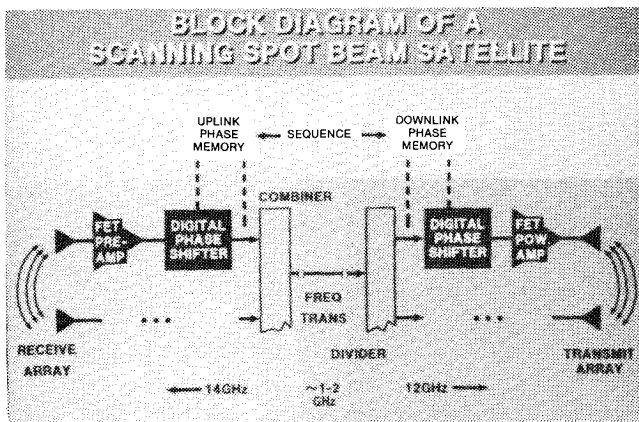 BLOCK DIAGRAM OF A
SCANNING SPOT BEAM SATELLITE
UPLINK
PHASE
MEMORY
SEQUENCE
DOWNLINK
PHASE
MEMORY
COMBINER
FET
PRE-
AMP
DIGITAL
PHASE
SHIFTER
DIGITAL
PHASE
SHIFTER
FET
POW
AMP
FREQ
TRANS
• • •
• • •
RECEIVE
ARRAY
DIVIDER
TRANSMIT
ARRAY
14GHz
~1-2
GHz
12GHz